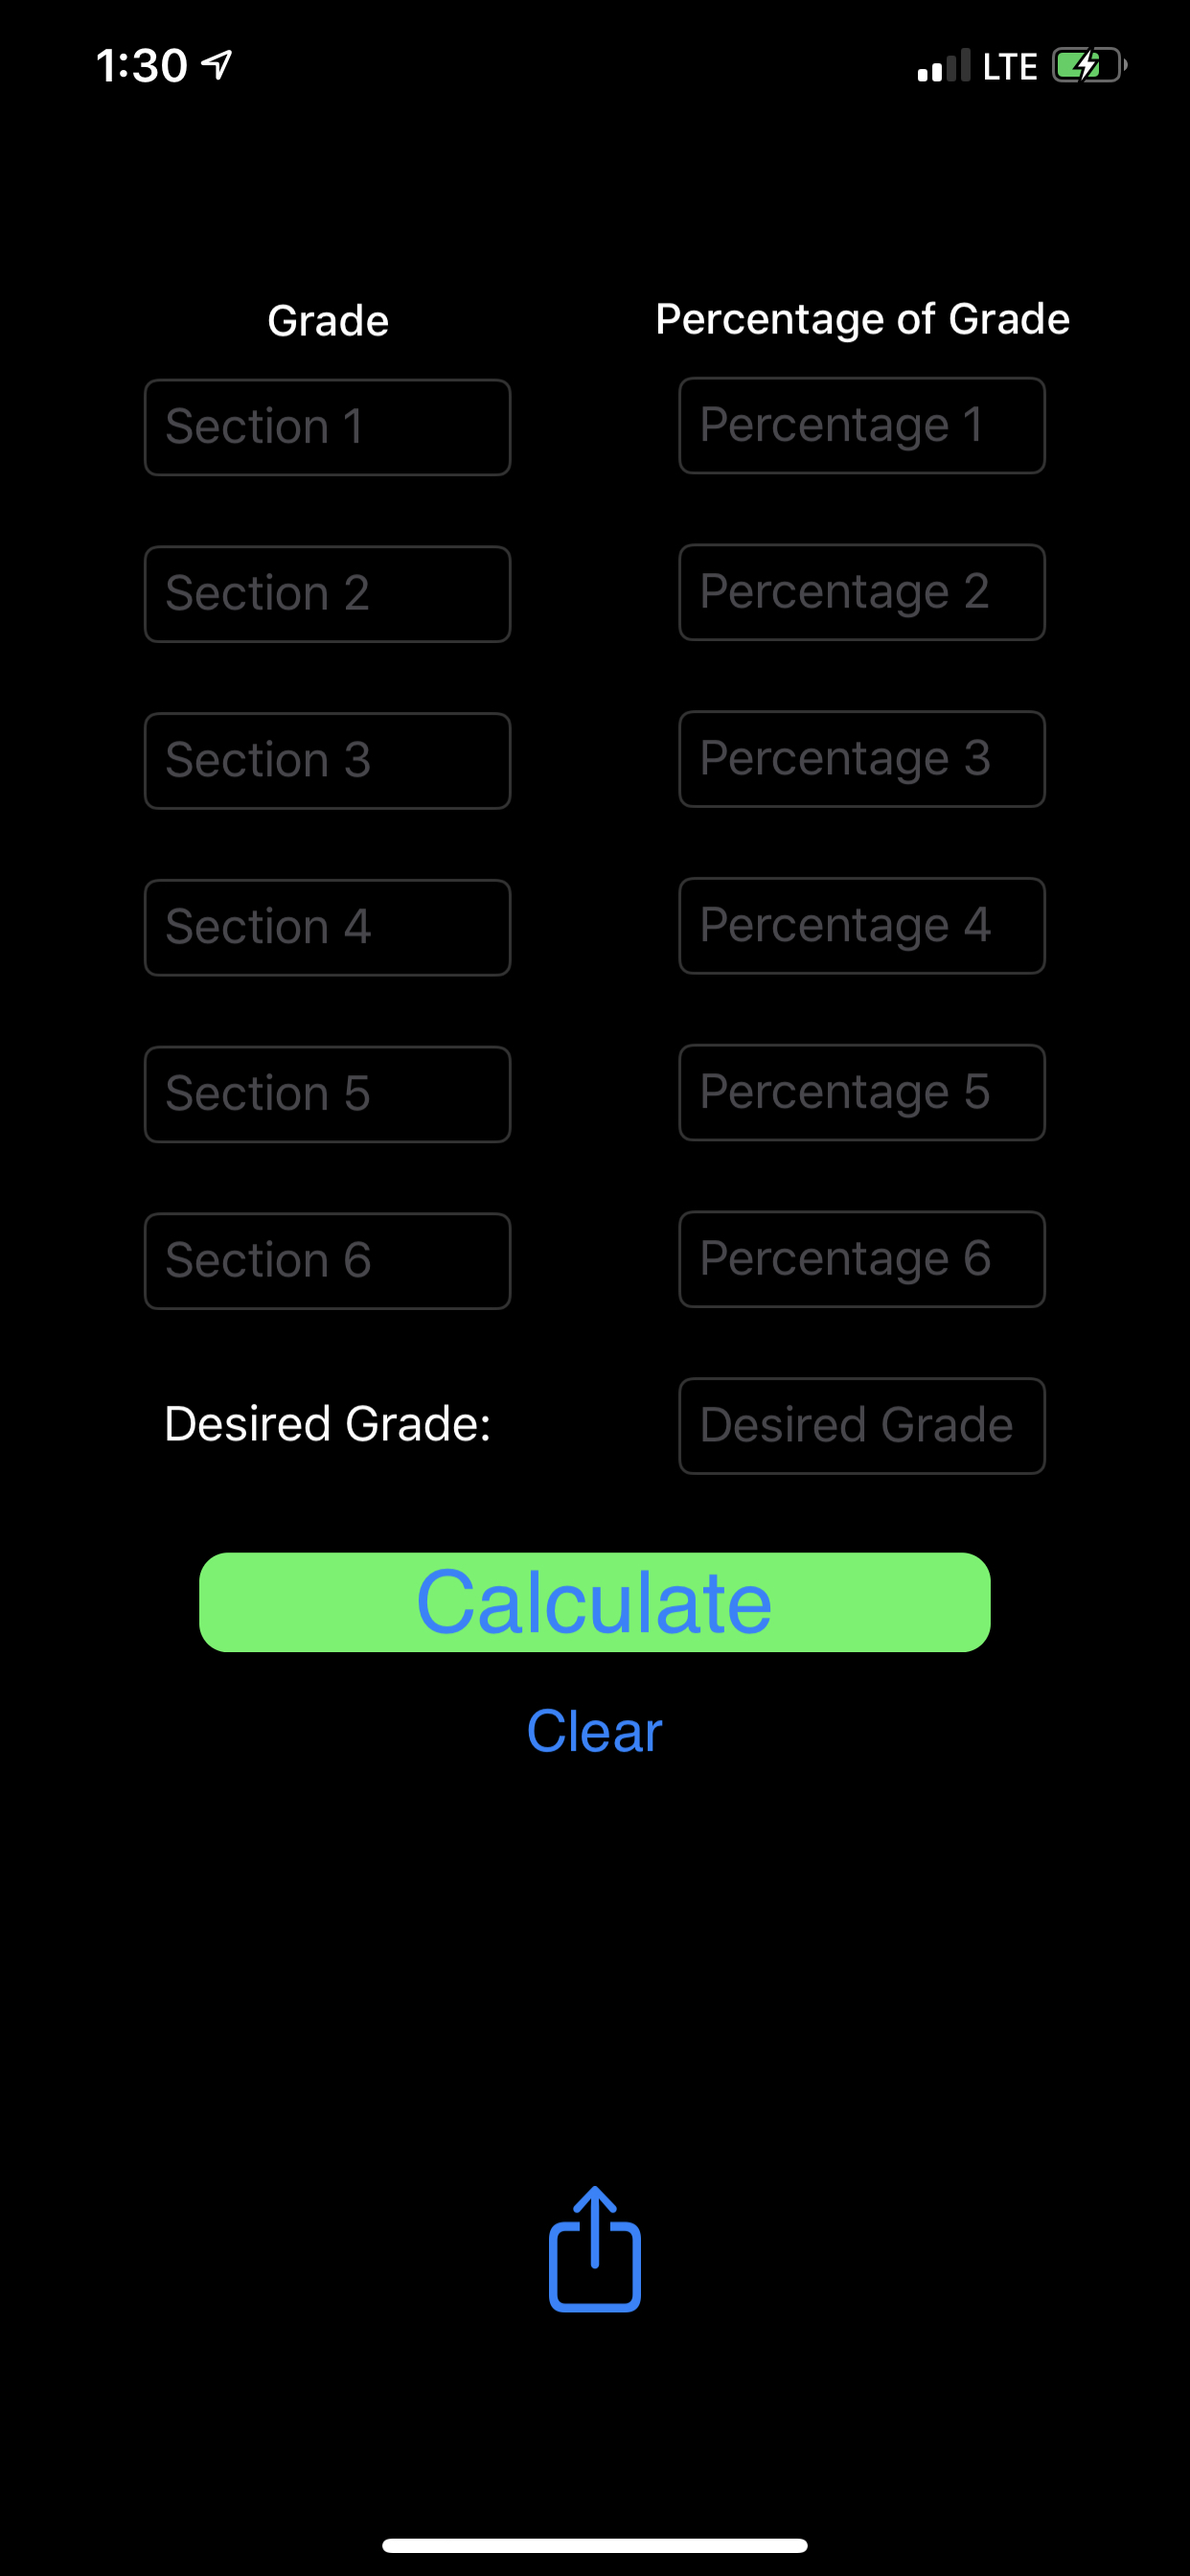 1:30 LTE
Grade Percentage of Grade
Section 1 Percentage 1
Section 2 Percentage 2
Section 3 Percentage 3
Section 4 Percentage 4
Section 5 Percentage 5
Section 6 Percentage 6
Desired Grade: Desired Grade
Calculate
Clear